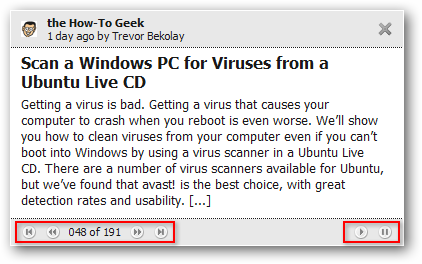 the How-To Geek
1 day ago by Trevor Bekolay
Scan a Windows PC for Viruses from a
Ubuntu Live CD
Getting a virus is bad. Getting a virus that causes your
computer to crash when you reboot is even worse. We’ll show
you how to clean viruses from your computer even if you can’t
boot into Windows by using a virus scanner in a Ubuntu Live
CD. There are a number of virus scanners available for Ubuntu,
but we’ve found that avast! is the best choice, with great
detection rates and usability. [...]
048 of 191